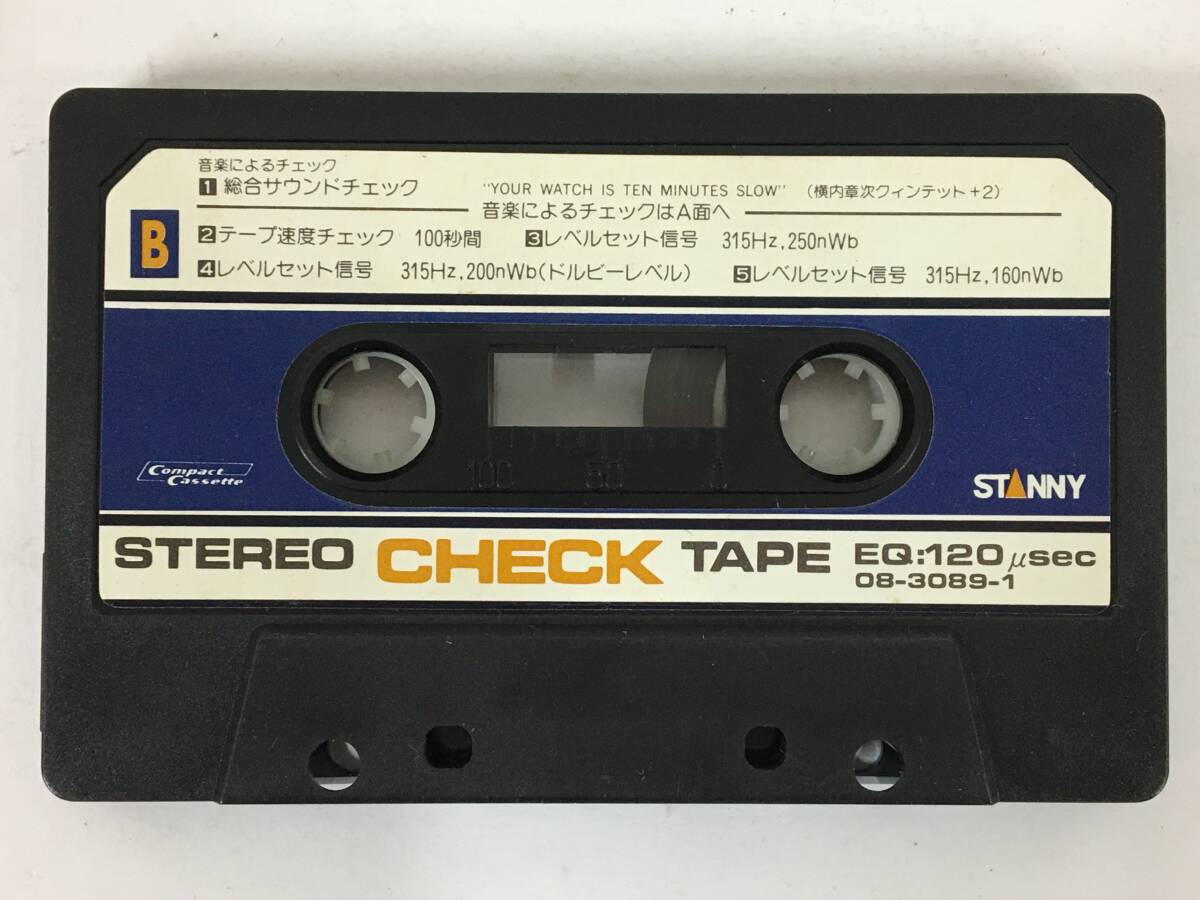 音楽によるチェック
1 総合サウンドチェック "YOUR WATCH IS TEN MINUTES SLOW" (横内章次クィンテット+2)
音楽によるチェックはA面へ
B
2 テープ速度チェック 100秒間 3 レベルセット信号 315Hz,250nWb
4 レベルセット信号 315Hz,200nWb(ドルビーレベル) 5 レベルセット信号 315Hz,160nWb
100 50 0
Compact
Cassette
STANNY
STEREO CHECK TAPE EQ:120μsec
08-3089-1